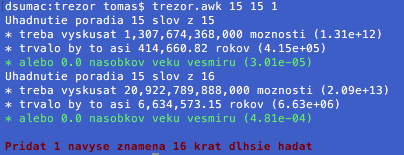 dsumac:trezor tomas$ trezor.awk 15 15 1
Uhadnutie poradia 15 slov z 15
* treba vyskusat 1,307,674,368,000 moznosti (1.31e+12)
* trvalo by to asi 414,660.82 rokov (4.15e+05)
* alebo 0.0 nasobkov veku vesmiru (3.01e-05)
Uhadnutie poradia 15 slov z 16
* treba vyskusat 20,922,789,888,000 moznosti (2.09e+13)
* trvalo by to asi 6,634,573.15 rokov (6.63e+06)
* alebo 0.0 nasobkov veku vesmiru (4.81e-04)
Pridat 1 navyse znamena 16 krat dlhsie hadat